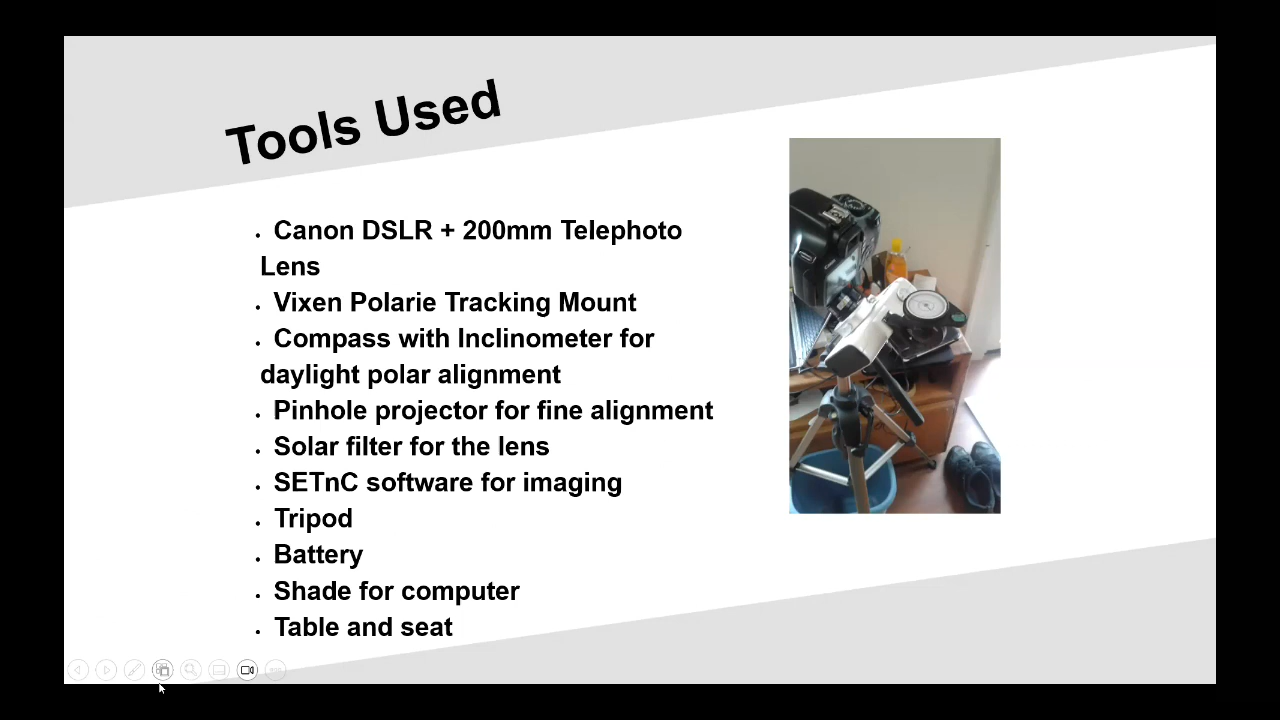 Tools Used
• Canon DSLR + 200mm Telephoto
Lens
• Vixen Polarie Tracking Mount
• Compass with Inclinometer for
daylight polar alignment
• Pinhole projector for fine alignment
• Solar filter for the lens
• SETnC software for imaging
• Tripod
• Battery
• Shade for computer
• Table and seat